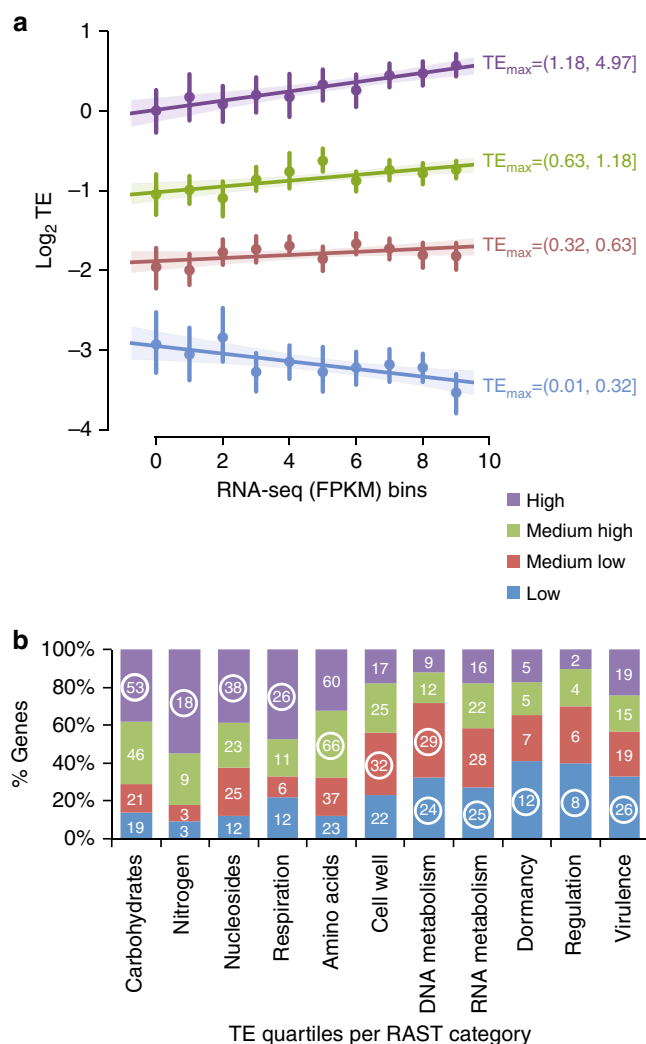 a
1
0
−1
−2
−3
−4
Log2 TE
TEmax=(1.18, 4.97]
TEmax=(0.63, 1.18]
TEmax=(0.32, 0.63]
TEmax=(0.01, 0.32]
0 2 4 6 8 10
RNA-seq (FPKM) bins
High
Medium high
Medium low
Low
b
100%
80%
60%
40%
20%
0%
% Genes
53 18 38 26 60 17 9 16 5 2 19
46 9 23 11 66 25 12 22 5 4 15
21 3 25 6 37 32 29 28 7 6 19
19 3 12 12 23 22 24 25 12 8 26
Carbohydrates
Nitrogen
Nucleosides
Respiration
Amino acids
Cell well
DNA metabolism
RNA metabolism
Dormancy
Regulation
Virulence
TE quartiles per RAST category